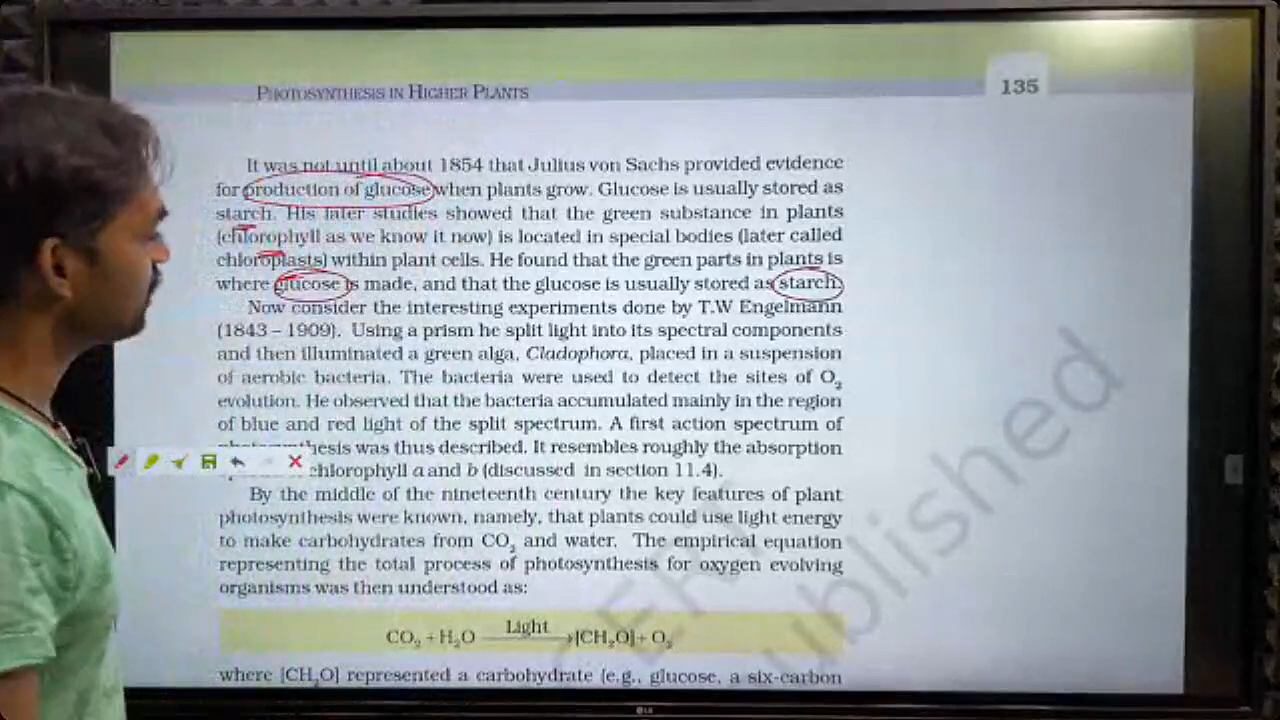 PHOTOSYNTHESIS IN HIGHER PLANTS
135
It was not until about 1854 that Julius von Sachs provided evidence
for production of glucose when plants grow. Glucose is usually stored as
starch. His later studies showed that the green substance in plants
(chlorophyll as we know it now) is located in special bodies (later called
chloroplasts) within plant cells. He found that the green parts in plants is
where glucose is made, and that the glucose is usually stored as starch.
Now consider the interesting experiments done by T.W Engelmann
(1843 – 1909). Using a prism he split light into its spectral components
and then illuminated a green alga, Cladophora, placed in a suspension
of aerobic bacteria. The bacteria were used to detect the sites of O₂
evolution. He observed that the bacteria accumulated mainly in the region
of blue and red light of the split spectrum. A first action spectrum of
hesis was thus described. It resembles roughly the absorption
chlorophyll a and b (discussed in section 11.4).
By the middle of the nineteenth century the key features of plant
photosynthesis were known, namely, that plants could use light energy
to make carbohydrates from CO₂ and water. The empirical equation
representing the total process of photosynthesis for oxygen evolving
organisms was then understood as:
CO₂ + H₂O Light → [CH₂O] + O₂
where [CH₂O] represented a carbohydrate (e.g., glucose, a six-carbon
ublished
LG